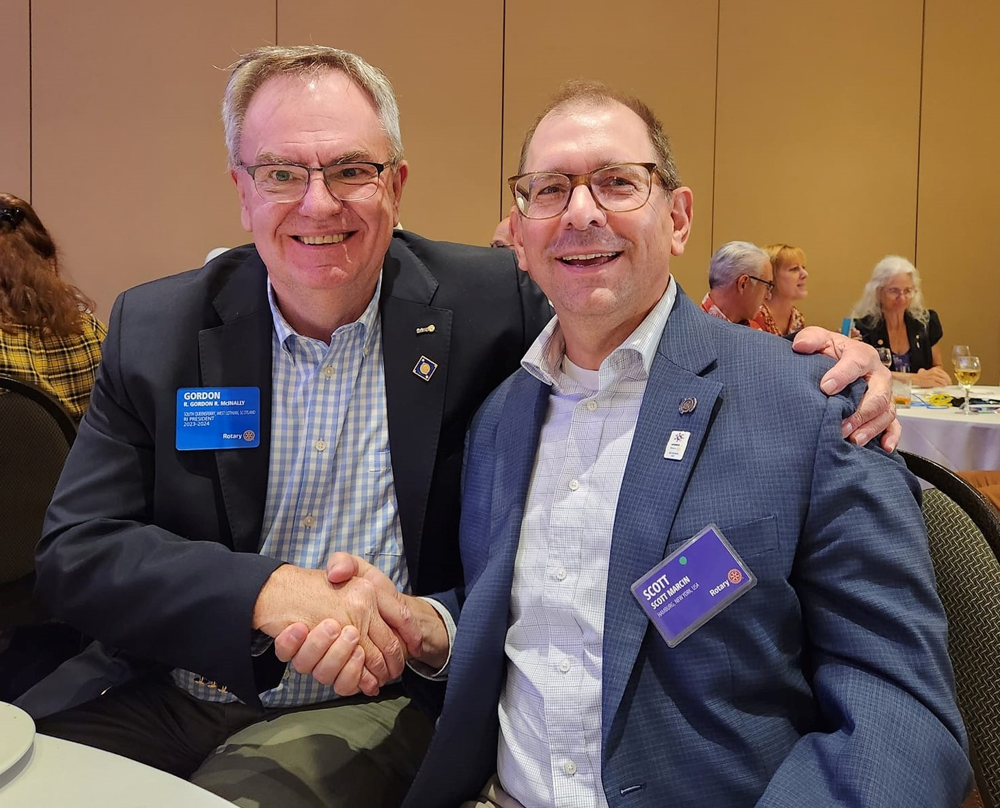 GORDON
R. GORDON R. McINALLY
SOUTH QUEENSFERRY, WEST LOTHIAN, SCOTLAND
RI PRESIDENT
2023-2024
Rotary
SCOTT
SCOTT MARCIN
HAMBURG, NEW YORK, USA
Rotary